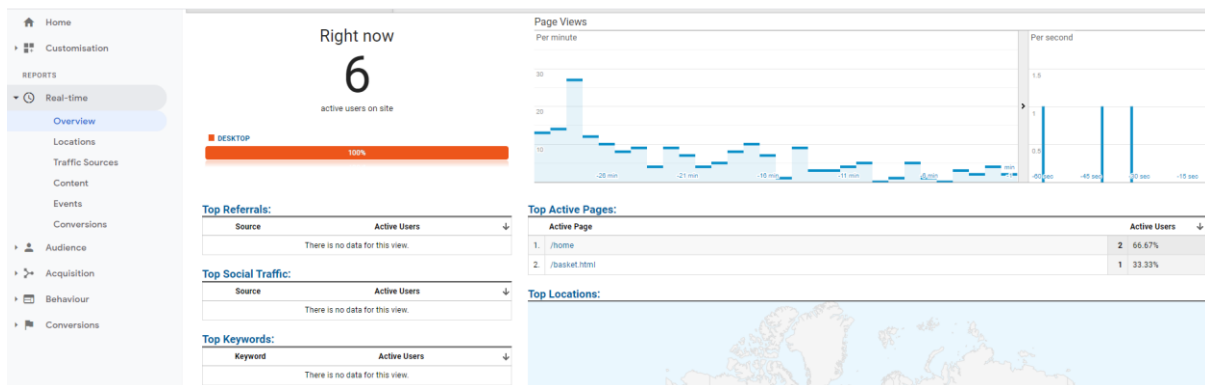 Home
Customisation
REPORTS
Real-time
Overview
Locations
Traffic Sources
Content
Events
Conversions
Audience
Acquisition
Behaviour
Conversions
Right now
6
active users on site
DESKTOP
100%
Page Views
Per minute
30
20
10
-26 min
-21 min
-16 min
-11 min
min
Per second
1.5
1
0.5
-60 sec
-45 sec
-30 sec
-15 sec
Top Referrals:
Source Active Users
There is no data for this view.
Top Social Traffic:
Source Active Users
There is no data for this view.
Top Keywords:
Keyword Active Users
There is no data for this view.
Top Active Pages:
Active Page Active Users
1. /home 2 66.67%
2. /basket.html 1 33.33%
Top Locations: